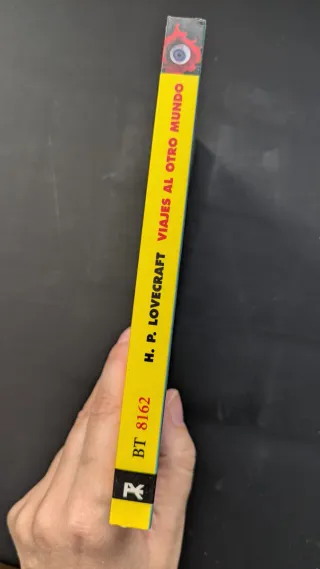 H. P. LOVECRAFT VIAJES AL OTRO MUNDO
BT 8162